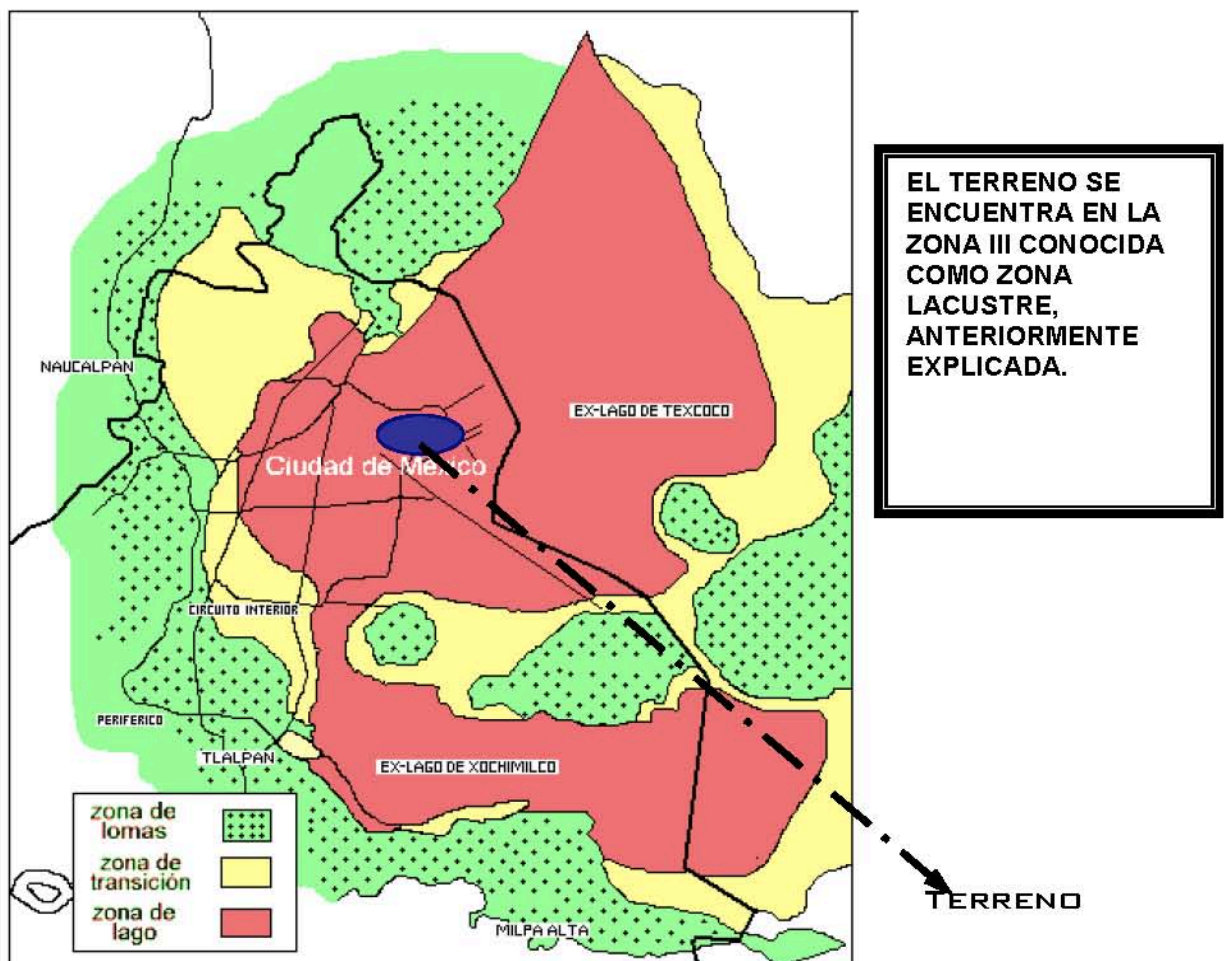 EL TERRENO SE
ENCUENTRA EN LA
ZONA III CONOCIDA
COMO ZONA
LACUSTRE,
ANTERIORMENTE
EXPLICADA.
NAUCALPAN
EX-LAGO DE TEXCOCO
Ciudad de México
CIRCUITO INTERIOR
PERIFERICO
TLALPAN
EX-LAGO DE XOCHIMILCO
zona de
lomas
zona de
transición
zona de
lago
MILPA ALTA
TERRENO